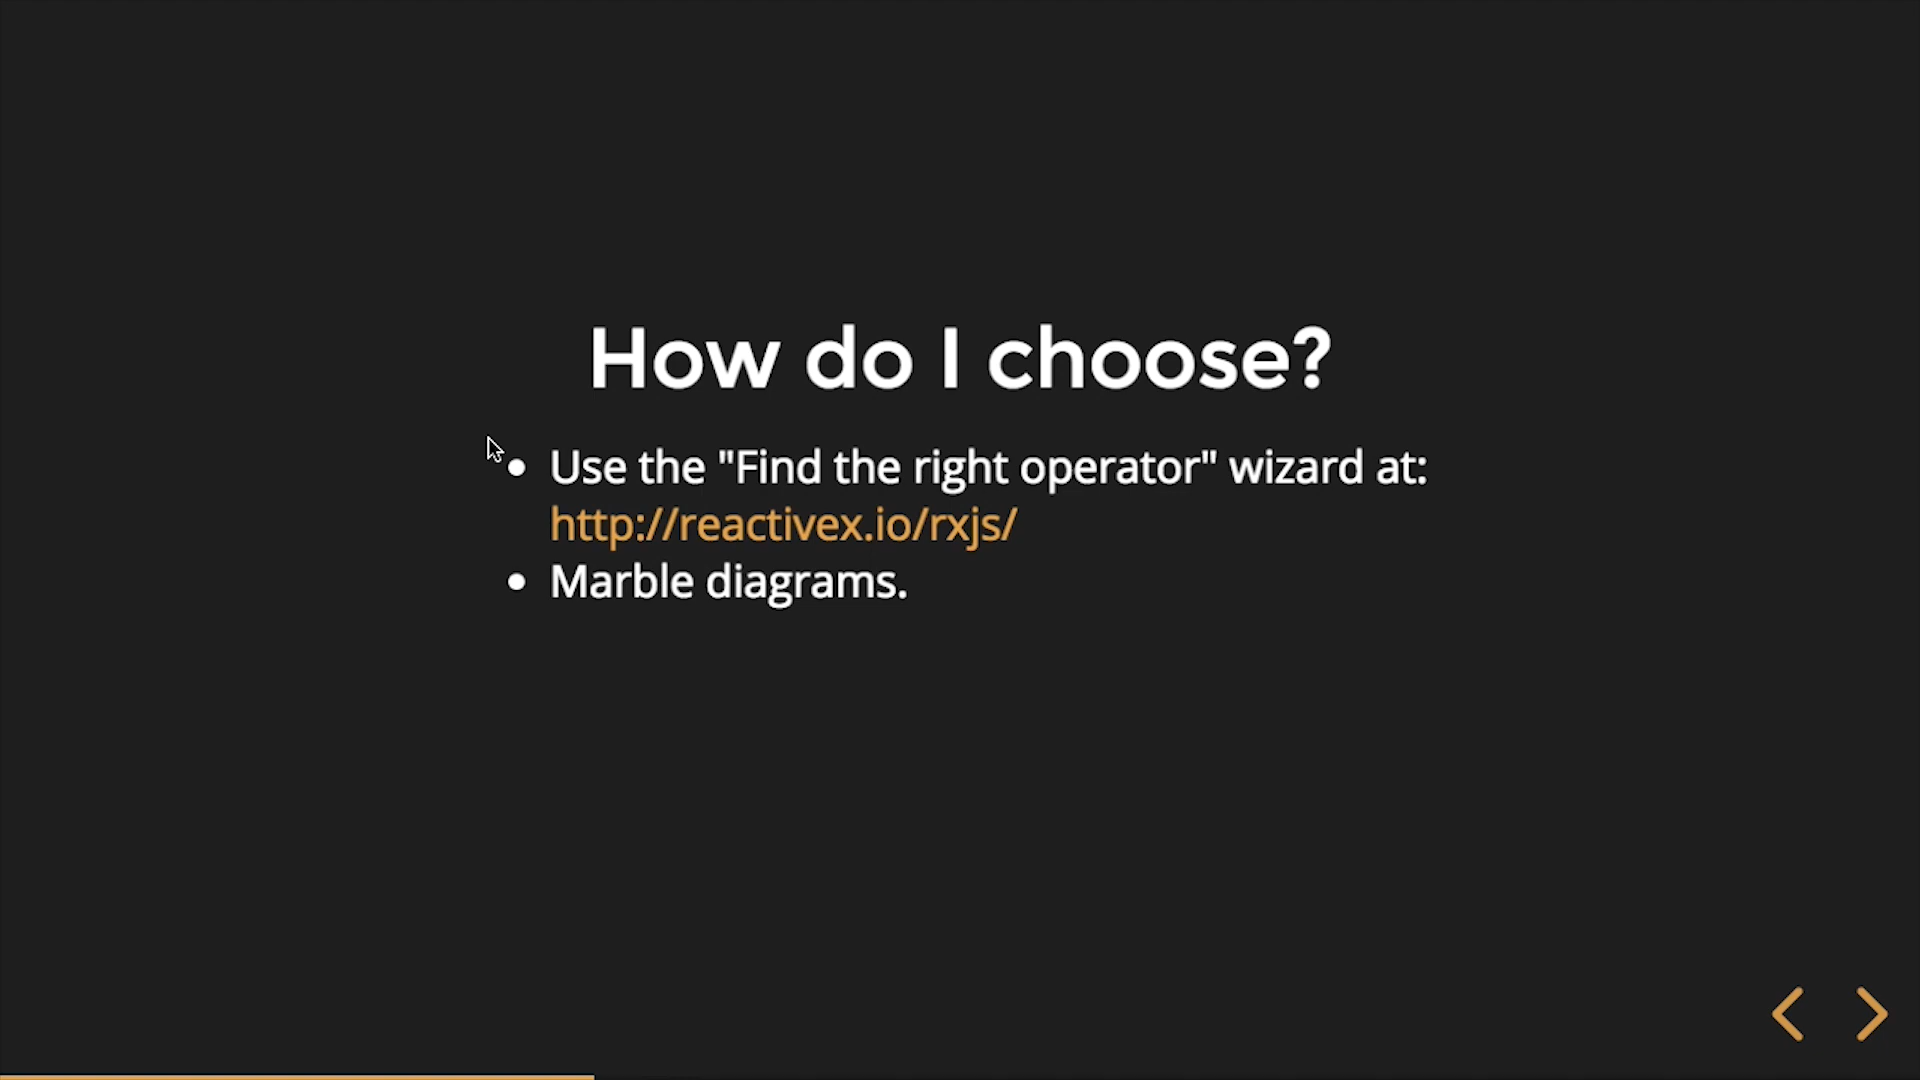 How do I choose?
Use the "Find the right operator" wizard at:
http://reactivex.io/rxjs/
Marble diagrams.